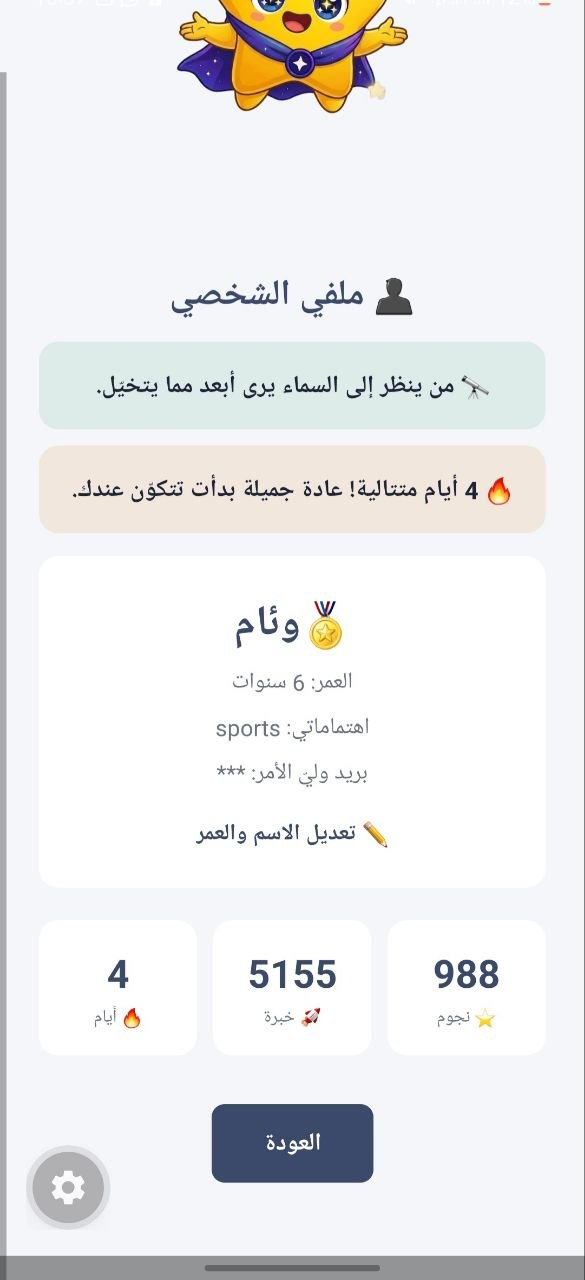 ملفي الشخصي
من ينظر إلى السماء يرى أبعد مما يتخيّل.
4 أيام متتالية! عادة جميلة بدأت تتكوّن عندك.
وئام
العمر: 6 سنوات
اهتماماتي: sports
بريد وليّ الأمر: ***
تعديل الاسم والعمر
988
نجوم
5155
خبرة
4
أيام
العودة